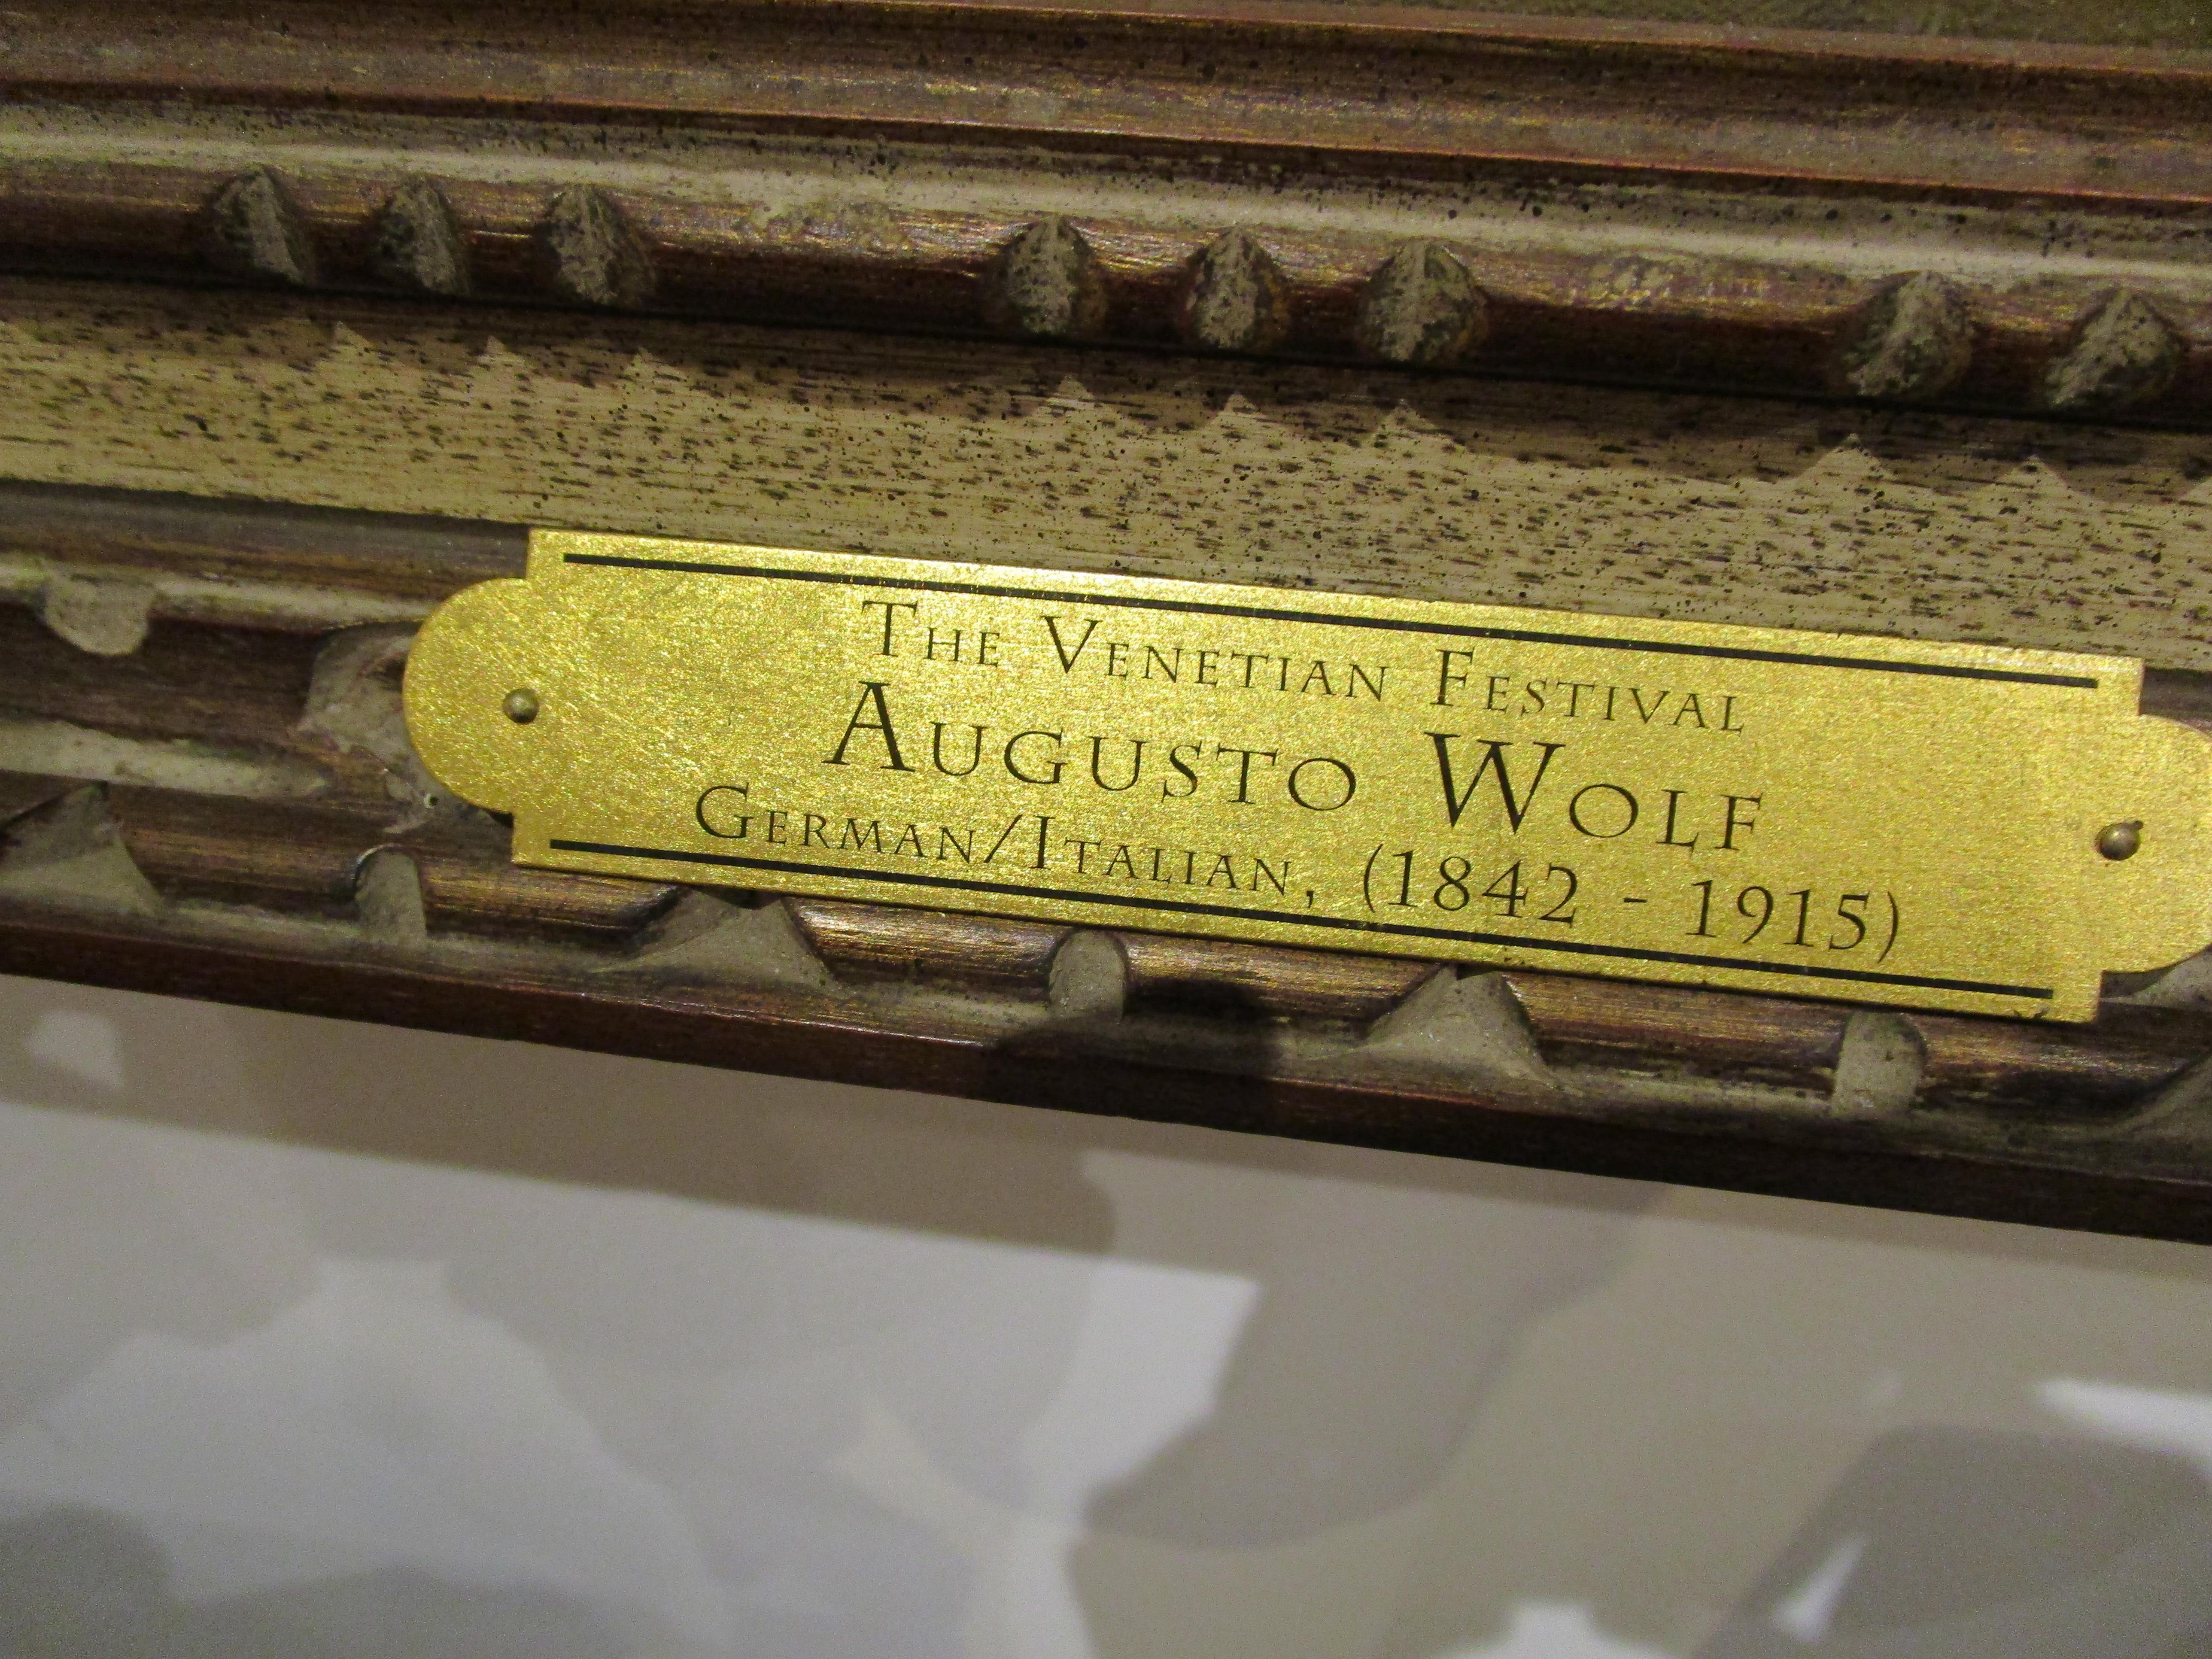 The Venetian Festival
Augusto Wolf
German/Italian, (1842 - 1915)